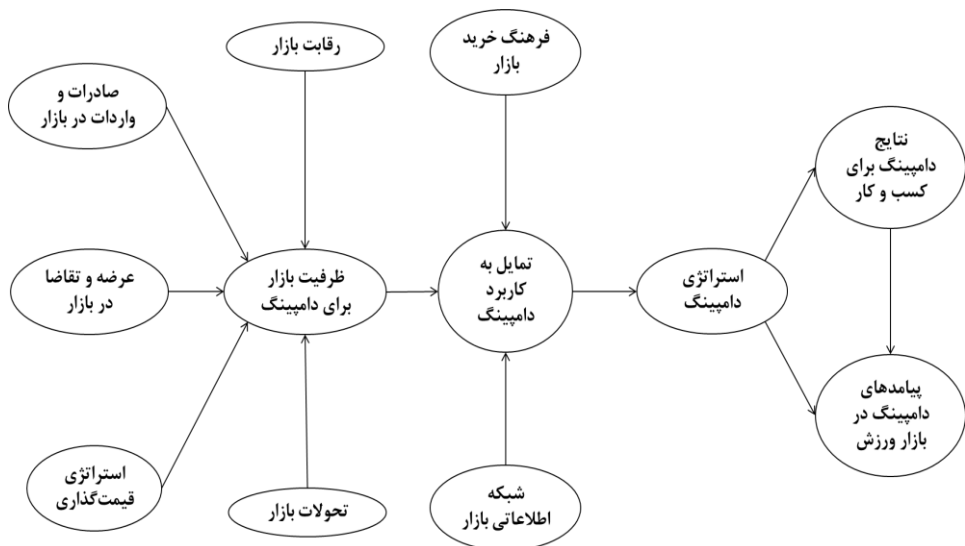 رقابت بازار
فرهنگ خرید
بازار
صادرات و
واردات در بازار
نتایج
دامپینگ برای
کسب و کار
عرضه و تقاضا
در بازار
ظرفیت بازار
برای دامپینگ
تمایل به
کاربرد
دامپینگ
استراتژی
دامپینگ
پیامدهای
دامپینگ در
بازار ورزش
استراتژی
قیمت‌گذاری
تحولات بازار
شبکه
اطلاعاتی بازار